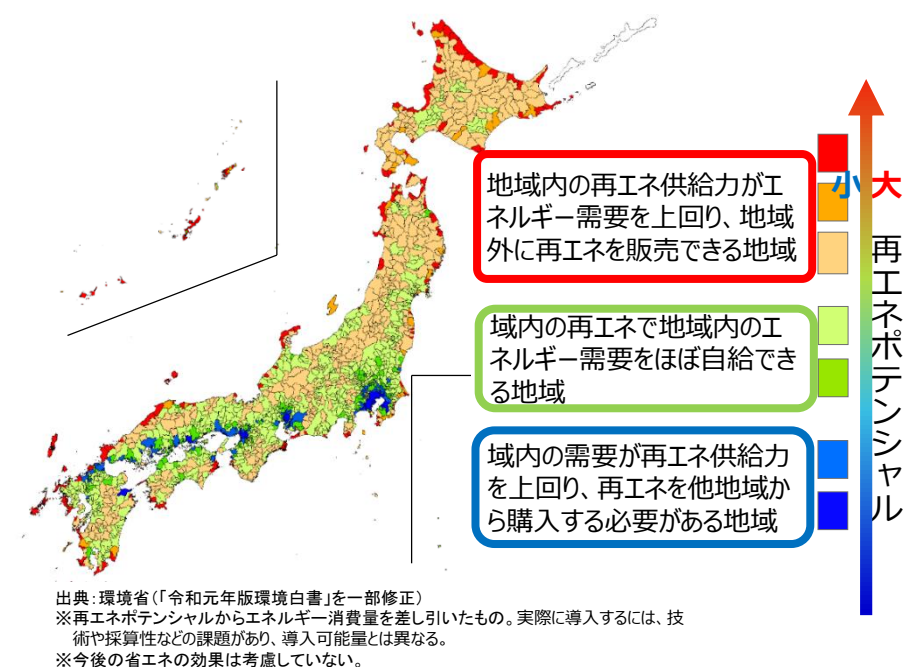 地域内の再エネ供給力がエ
ネルギー需要を上回り、地域
外に再エネを販売できる地域
域内の再エネで地域内のエ
ネルギー需要をほぼ自給でき
る地域
域内の需要が再エネ供給力
を上回り、再エネを他地域か
ら購入する必要がある地域
小
大
再エネポテンシャル
出典：環境省（「令和元年版環境白書」を一部修正）
※再エネポテンシャルからエネルギー消費量を差し引いたもの。実際に導入するには、技
術や採算性などの課題があり、導入可能量とは異なる。
※今後の省エネの効果は考慮していない。